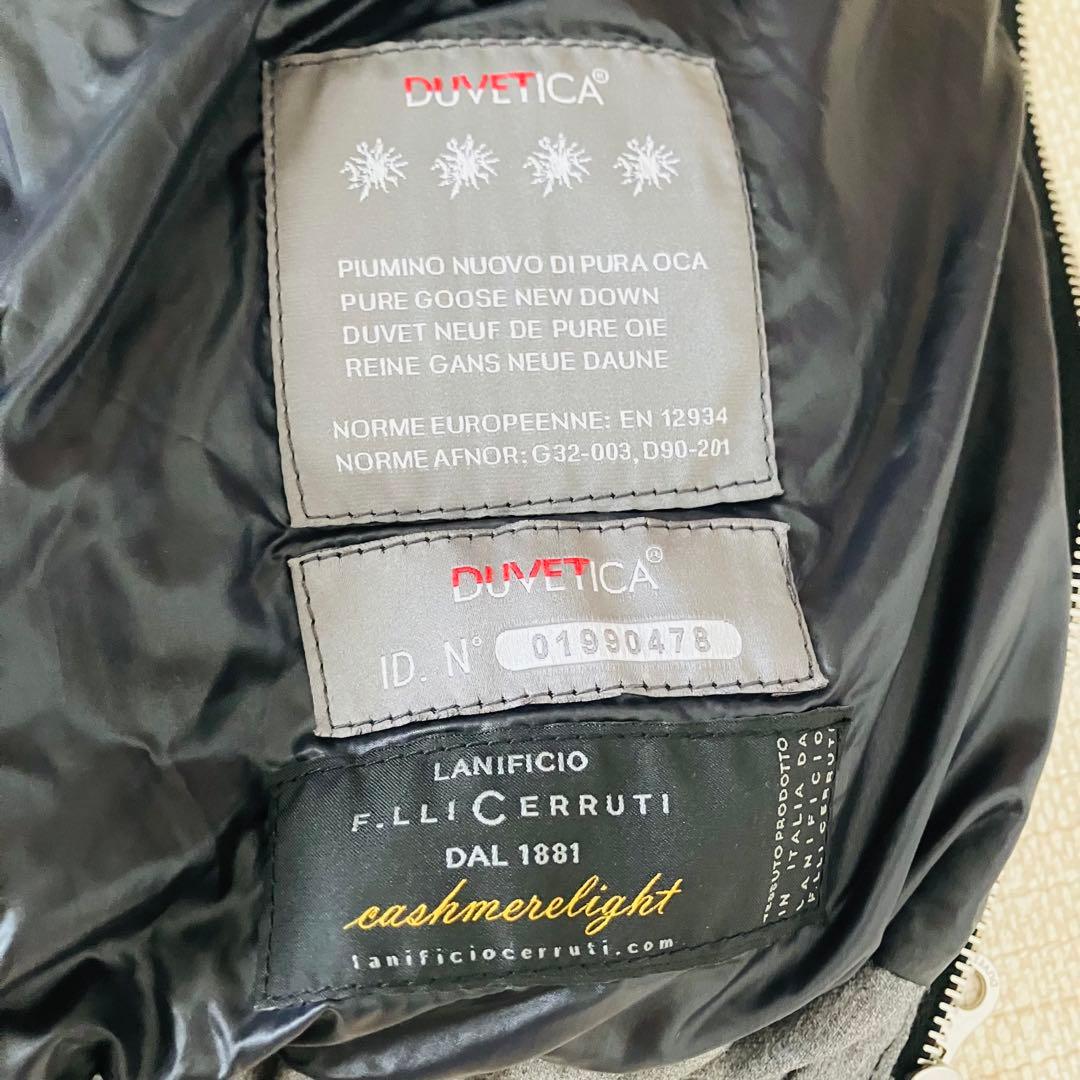 DUVETICA®
PIUMINO NUOVO DI PURA OCA
PURE GOOSE NEW DOWN
DUVET NEUF DE PURE OIE
REINE GANS NEUE DAUNE
NORME EUROPEENNE: EN 12934
NORME AFNOR: G32-003, D90-201
DUVETICA®
ID. N° 01990478
LANIFICIO
F.LLI CERRUTI
DAL 1881
cashmerelight
lanificiocerruti.com
TESSUTO PRODOTTO
IN ITALIA DA
LANIFICIO
F.LLI CERRUTI